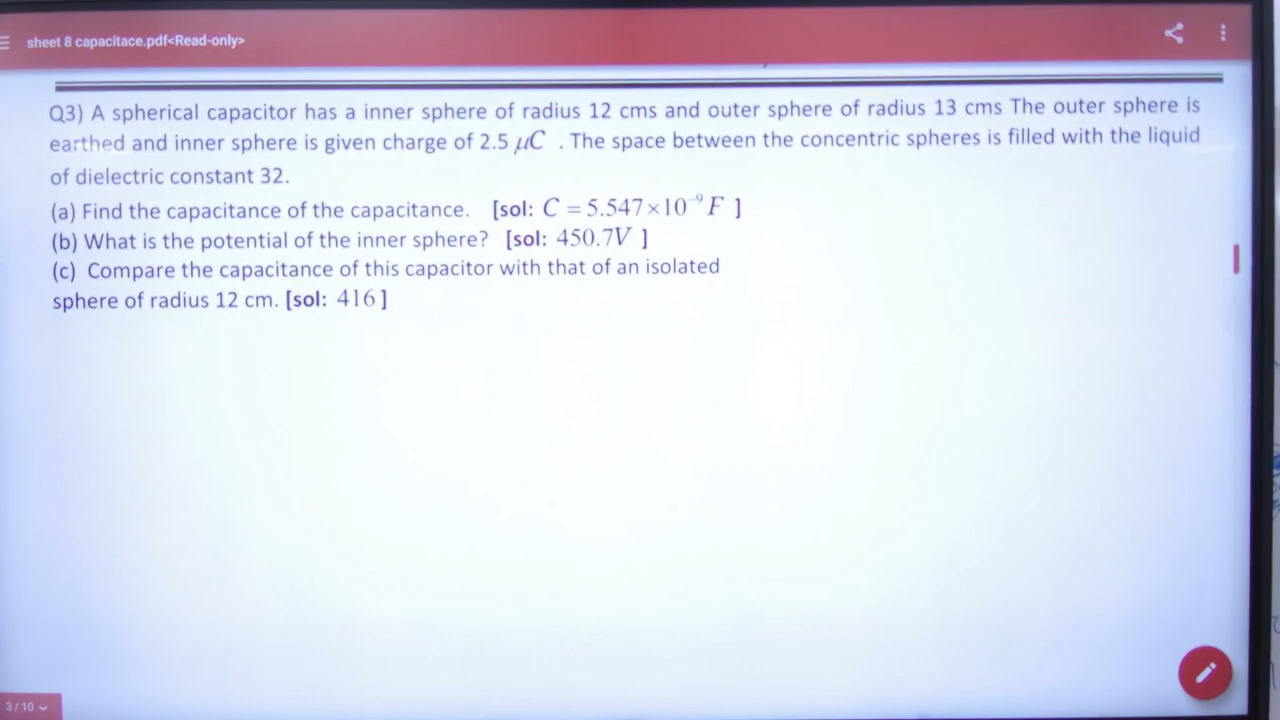 sheet 8 capacitace.pdf<Read-only>
Q3) A spherical capacitor has a inner sphere of radius 12 cms and outer sphere of radius 13 cms The outer sphere is
earthed and inner sphere is given charge of 2.5 μC . The space between the concentric spheres is filled with the liquid
of dielectric constant 32.
(a) Find the capacitance of the capacitance. [sol: C = 5.547×10⁻⁹ F ]
(b) What is the potential of the inner sphere? [sol: 450.7V ]
(c) Compare the capacitance of this capacitor with that of an isolated
sphere of radius 12 cm. [sol: 416 ]
3 / 10